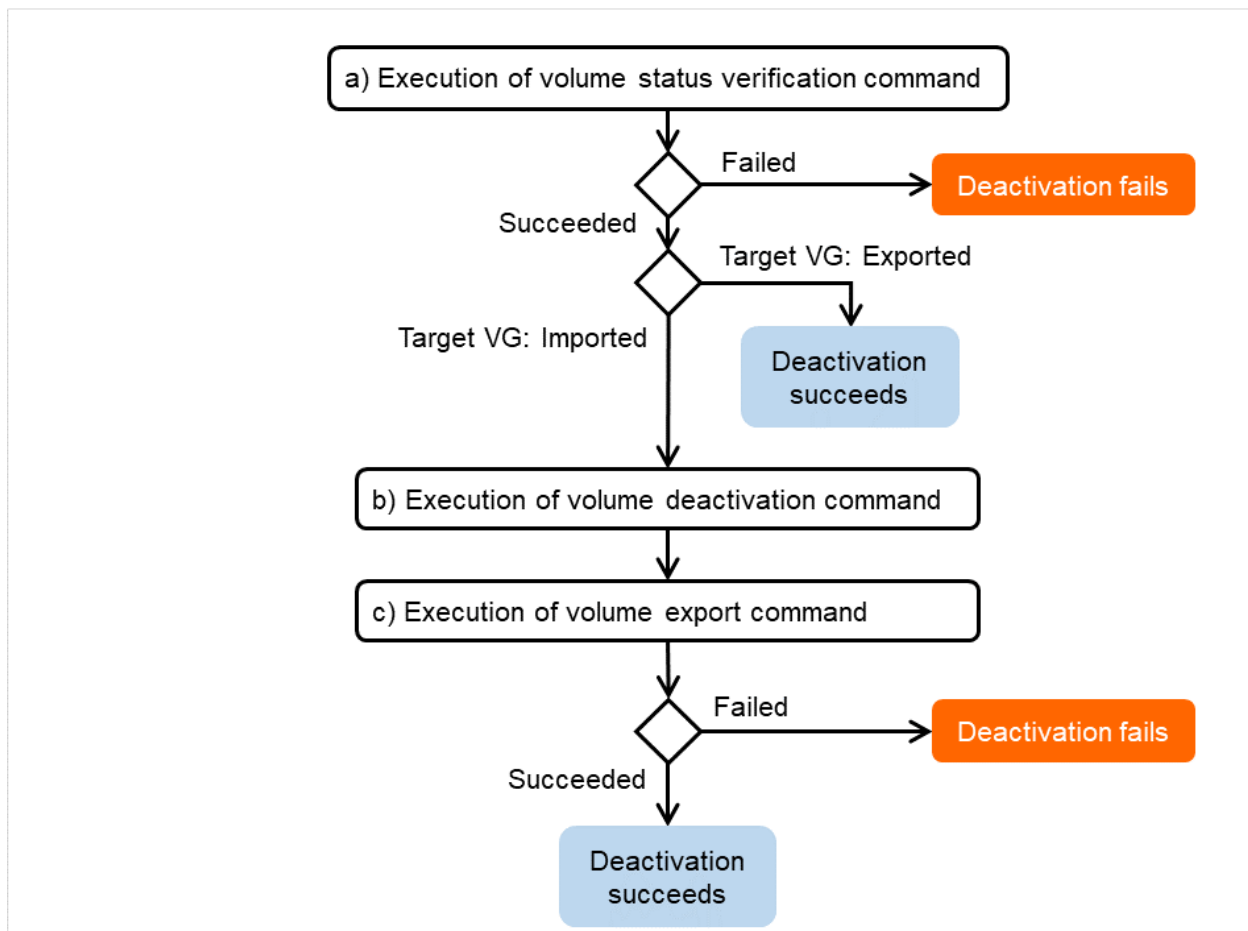 a) Execution of volume status verification command
Failed
Deactivation fails
Succeeded
Target VG: Exported
Target VG: Imported
Deactivation
succeeds
b) Execution of volume deactivation command
c) Execution of volume export command
Failed
Deactivation fails
Succeeded
Deactivation
succeeds